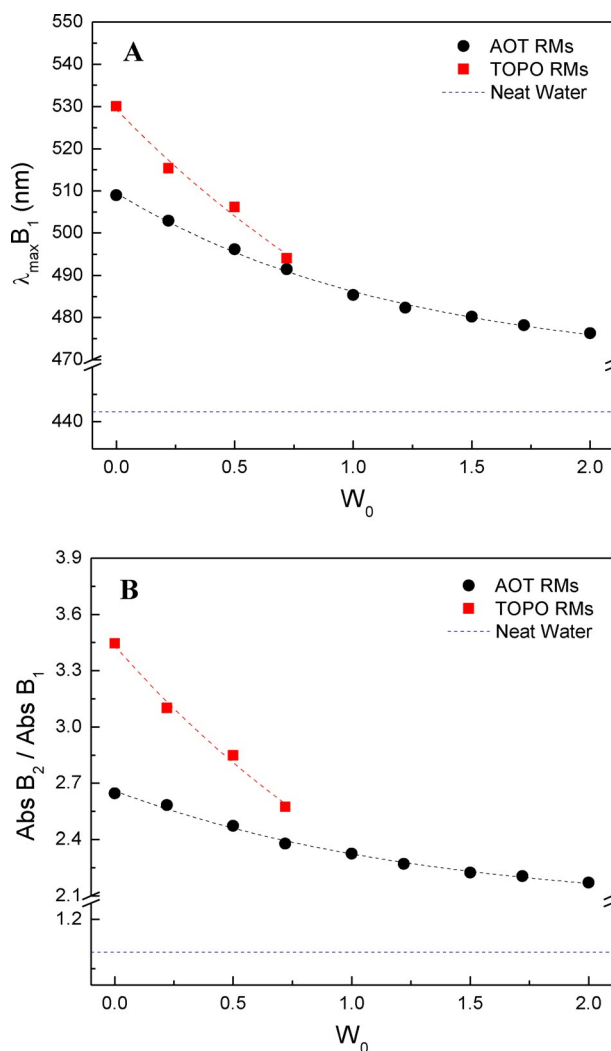 A
AOT RMs
TOPO RMs
Neat Water
550
540
530
520
510
500
490
480
470
440
λmaxB1 (nm)
0.0 0.5 1.0 1.5 2.0
W0
B
AOT RMs
TOPO RMs
Neat Water
3.9
3.6
3.3
3.0
2.7
2.4
2.1
1.2
Abs B2 / Abs B1
0.0 0.5 1.0 1.5 2.0
W0